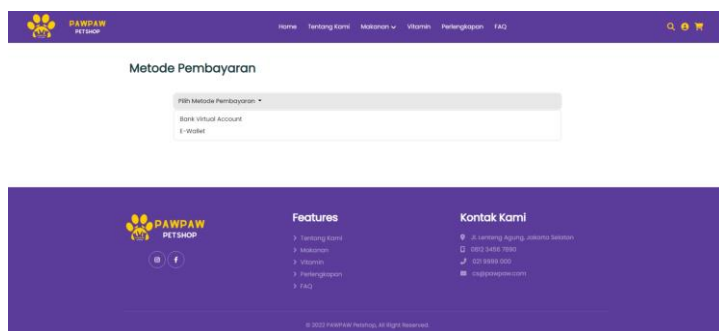 PAWPAW
PETSHOP
Home Tentang Kami Makanan Vitamin Perlengkapan FAQ
Metode Pembayaran
Pilih Metode Pembayaran
Bank Virtual Account
E-Wallet
PAWPAW
PETSHOP
Features
Tentang Kami
Makanan
Vitamin
Perlengkapan
FAQ
Kontak Kami
Jl. Lenteng Agung, Jakarta Selatan
0812 3456 7890
021 9999 000
cs@pawpaw.com
© 2022 PAWPAW Petshop, All Right Reserved.